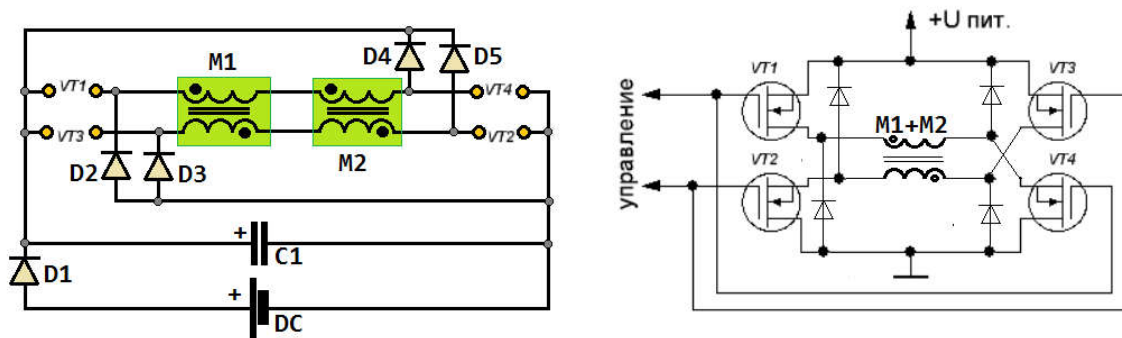 M1
D4
D5
VT1
VT4
VT3
VT2
D2
D3
M2
+
C1
D1
+
DC
+U пит.
VT1
VT3
управление
M1+M2
VT2
VT4